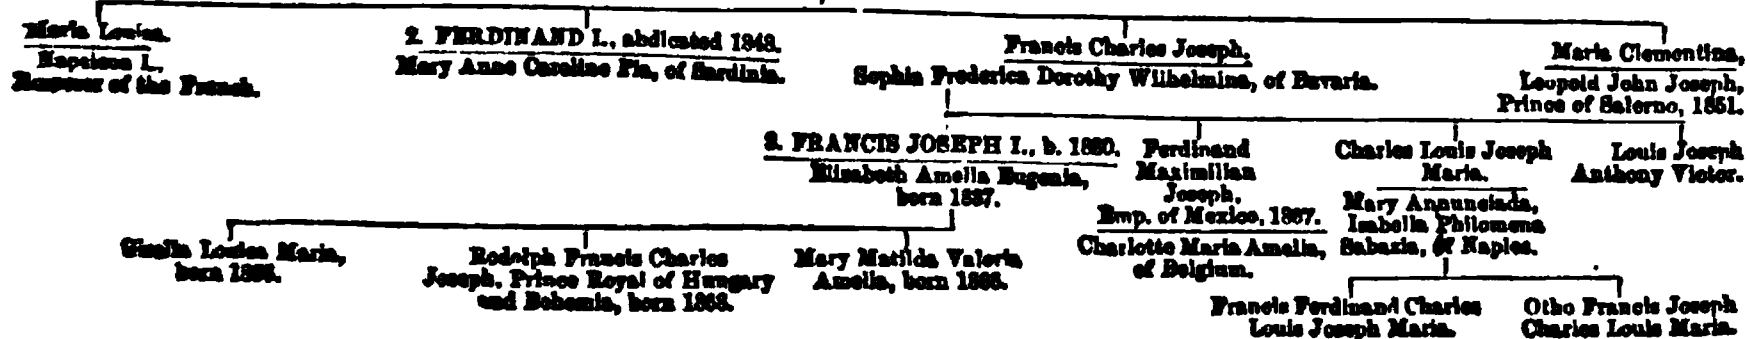 Maria Louisa.
Napoleon I.,
Emperor of the French.
2. FERDINAND I., abdicated 1848.
Mary Anne Caroline Pia, of Sardinia.
Francis Charles Joseph.
Sophia Frederica Dorothy Wilhelmina, of Bavaria.
Maria Clementina,
Leopold John Joseph,
Prince of Salerno, 1851.
3. FRANCIS JOSEPH I., b. 1830.
Elisabeth Amelia Eugenia,
born 1837.
Ferdinand
Maximilian
Joseph,
Emp. of Mexico, 1867.
Charlotte Maria Amelia,
of Belgium.
Charles Louis Joseph
Maria.
Mary Annunciada,
Isabella Philomena
Sabazia, of Naples.
Louis Joseph
Anthony Victor.
Gisella Louisa Maria,
born
Rodolph Francis Charles
Joseph, Prince Royal of Hungary
and Bohemia, born
Mary Matilda Valeria
Amelia, born 1868.
Francis Ferdinand Charles
Louis Joseph Maria.
Otho Francis Joseph
Charles Louis Maria.